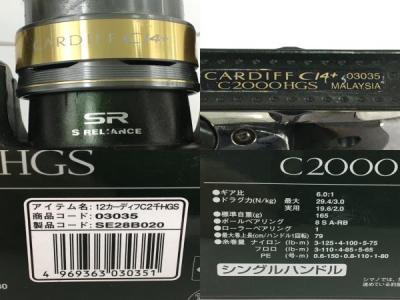 CARDIFF CI4+
SR
S RELIANCE
CARDIFF CI4+ 03035
C2000HGS MALAYSIA
HGS
アイテム名:12カーディフC2千HGS
商品コード: 03035
製品コード: SE28B020
4 969363 030351
C2000
●ギア比 6.0:1
●ドラグ力(N/kg) 最大 29.4/3.0
実用 19.6/2.0
●標準自重(g) 165
●ボールベアリング 8 S A-RB
●ローラーベアリング 1
●最大巻上長(cm/ハンドル1回転) 79
●糸巻量 ナイロン (lb-m) 3-125・4-100・5-75
フロロ (lb-m) 3-110・4-85・5-65
PE (号-m) 0.6-150・0.8-110・1-80
シングルハンドル